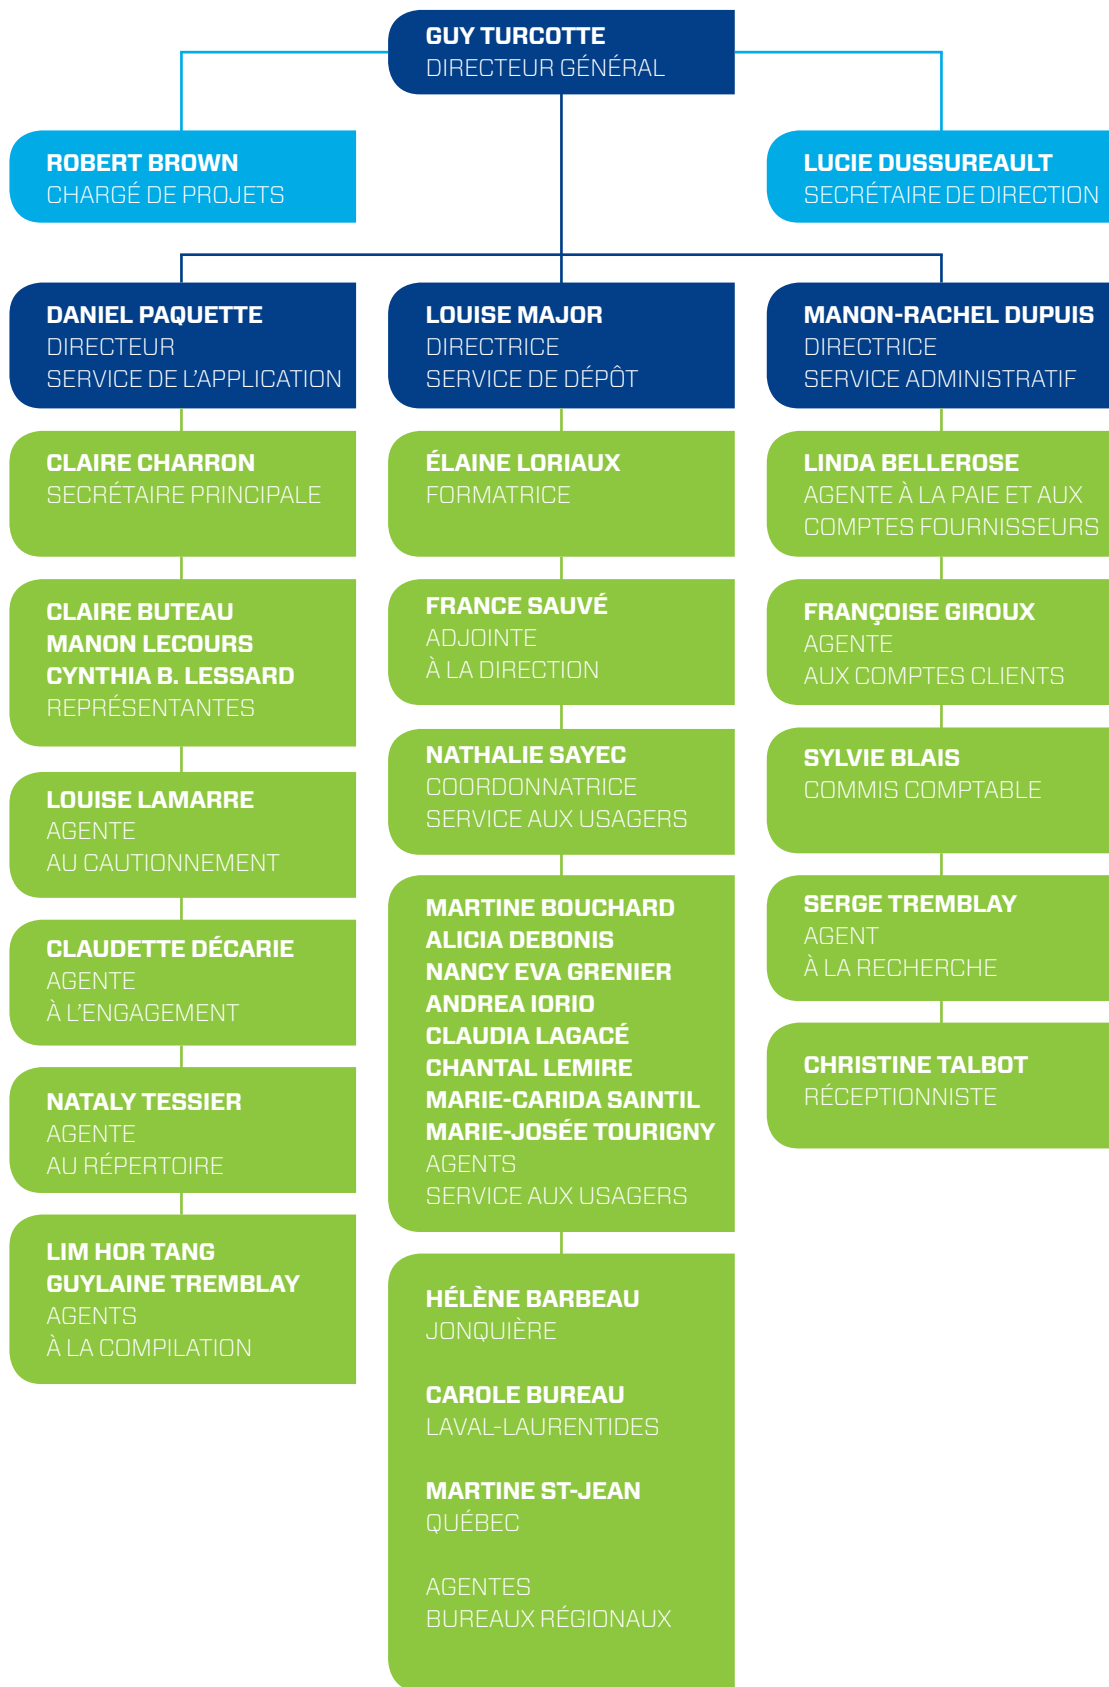 GUY TURCOTTE
DIRECTEUR GÉNÉRAL
ROBERT BROWN
CHARGÉ DE PROJETS
LUCIE DUSSUREAULT
SECRÉTAIRE DE DIRECTION
DANIEL PAQUETTE
DIRECTEUR
SERVICE DE L'APPLICATION
CLAIRE CHARRON
SECRÉTAIRE PRINCIPALE
CLAIRE BUTEAU
MANON LECOURS
CYNTHIA B. LESSARD
REPRÉSENTANTES
LOUISE LAMARRE
AGENTE
AU CAUTIONNEMENT
CLAUDETTE DÉCARIE
AGENTE
À L'ENGAGEMENT
NATALY TESSIER
AGENTE
AU RÉPERTOIRE
LIM HOR TANG
GUYLAINE TREMBLAY
AGENTS
À LA COMPILATION
LOUISE MAJOR
DIRECTRICE
SERVICE DE DÉPÔT
ÉLAINE LORIAUX
FORMATRICE
FRANCE SAUVÉ
ADJOINTE
À LA DIRECTION
NATHALIE SAYEC
COORDONNATRICE
SERVICE AUX USAGERS
MARTINE BOUCHARD
ALICIA DEBONIS
NANCY EVA GRENIER
ANDREA IORIO
CLAUDIA LAGACÉ
CHANTAL LEMIRE
MARIE-CARIDA SAINTIL
MARIE-JOSÉE TOURIGNY
AGENTS
SERVICE AUX USAGERS
HÉLÈNE BARBEAU
JONQUIÈRE
CAROLE BUREAU
LAVAL-LAURENTIDES
MARTINE ST-JEAN
QUÉBEC
AGENTES
BUREAUX RÉGIONAUX
MANON-RACHEL DUPUIS
DIRECTRICE
SERVICE ADMINISTRATIF
LINDA BELLEROSE
AGENTE À LA PAIE ET AUX
COMPTES FOURNISSEURS
FRANÇOISE GIROUX
AGENTE
AUX COMPTES CLIENTS
SYLVIE BLAIS
COMMIS COMPTABLE
SERGE TREMBLAY
AGENT
À LA RECHERCHE
CHRISTINE TALBOT
RÉCEPTIONNISTE